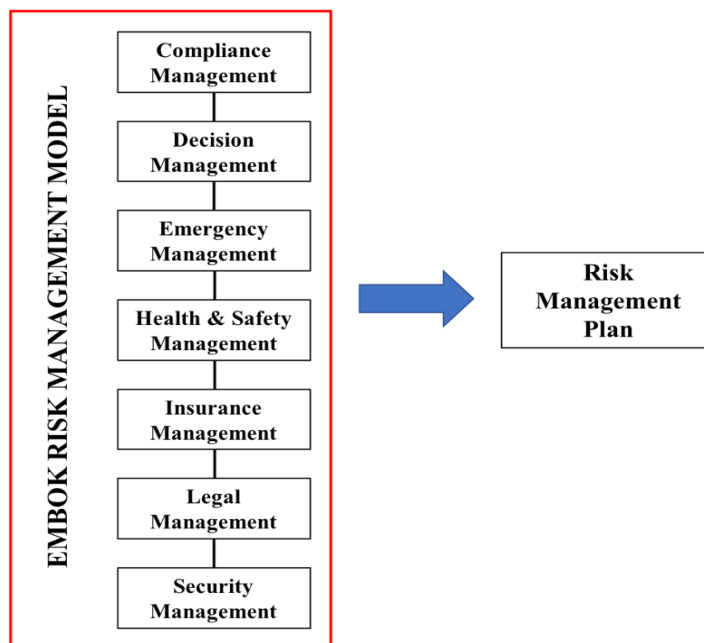 EMBOK RISK MANAGEMENT MODEL
Compliance
Management
Decision
Management
Emergency
Management
Health & Safety
Management
Insurance
Management
Legal
Management
Security
Management
Risk
Management
Plan